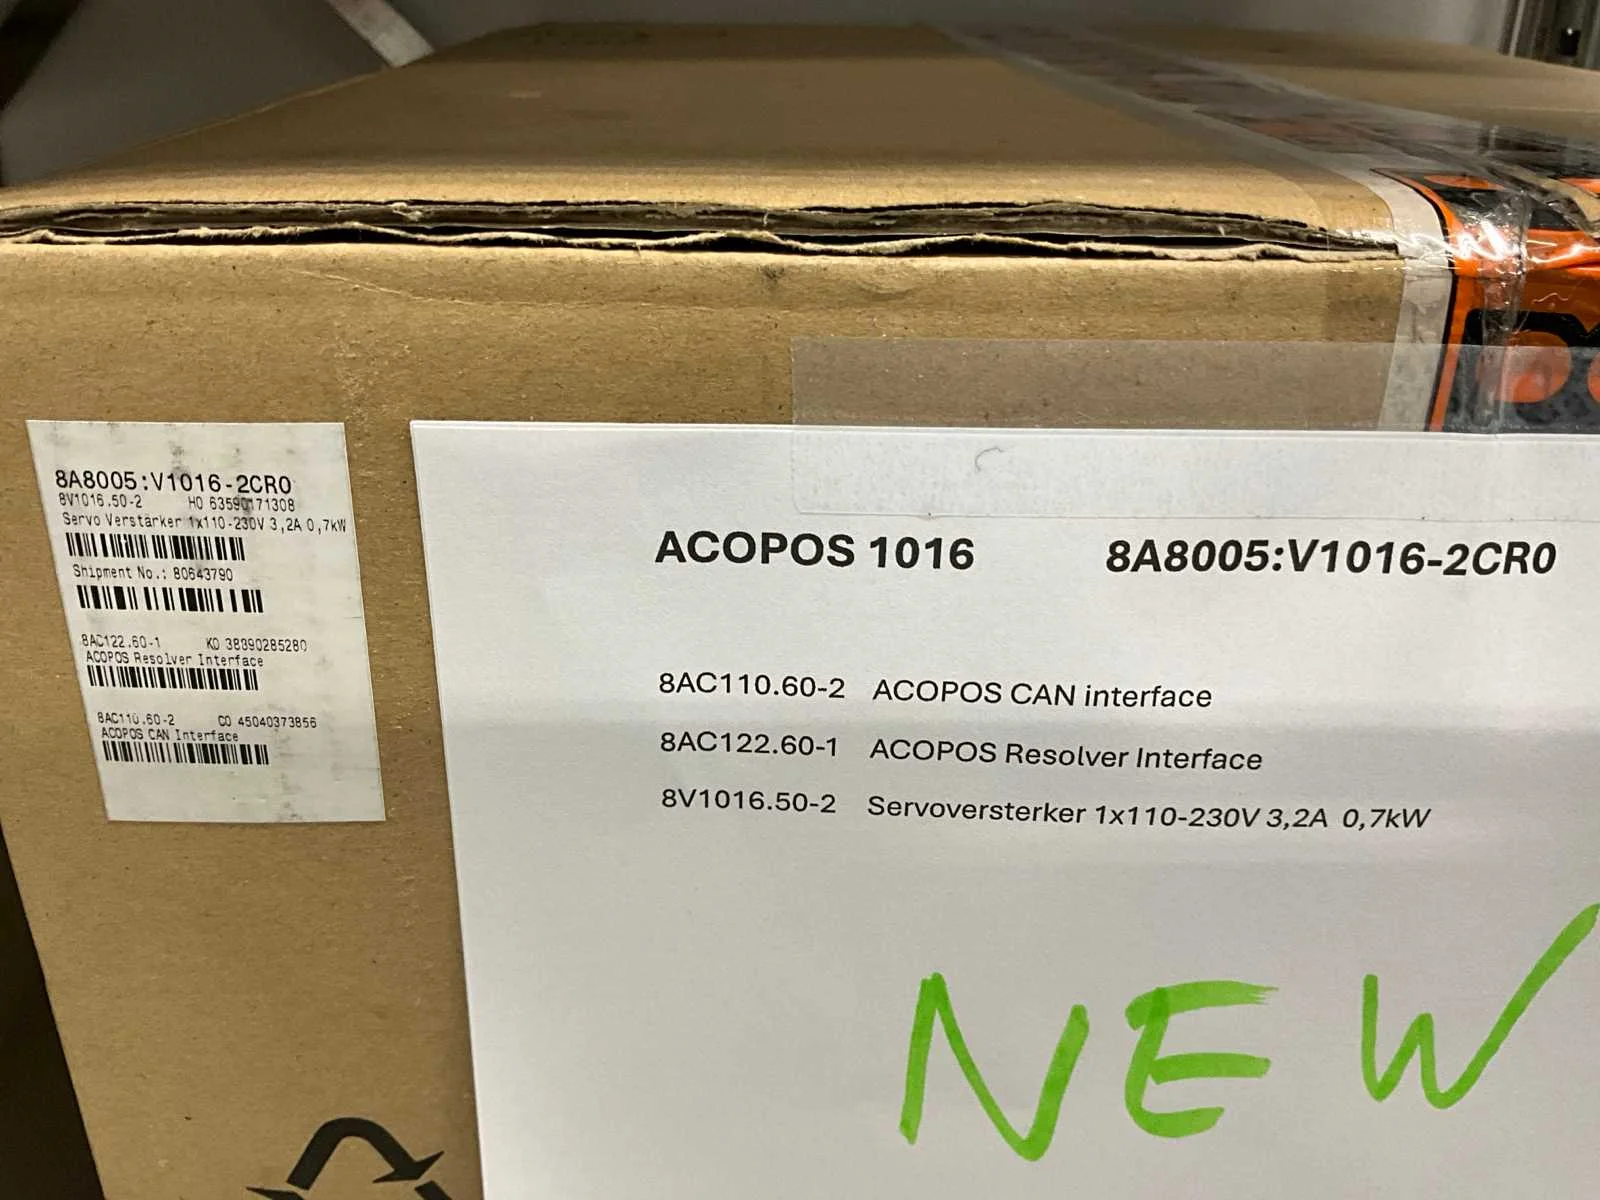 8A8005:V1016-2CR0
8V1016.50-2 H0 63590171308
Servo Verstärker 1x110-230V 3,2A 0,7kW
Shipment No.: 80643790
8AC122.60-1 K0 38390285280
ACOPOS Resolver Interface
8AC110.60-2 C0 45040373856
ACOPOS CAN Interface
ACOPOS 1016 8A8005:V1016-2CR0
8AC110.60-2 ACOPOS CAN interface
8AC122.60-1 ACOPOS Resolver Interface
8V1016.50-2 Servoversterker 1x110-230V 3,2A 0,7kW
NEW